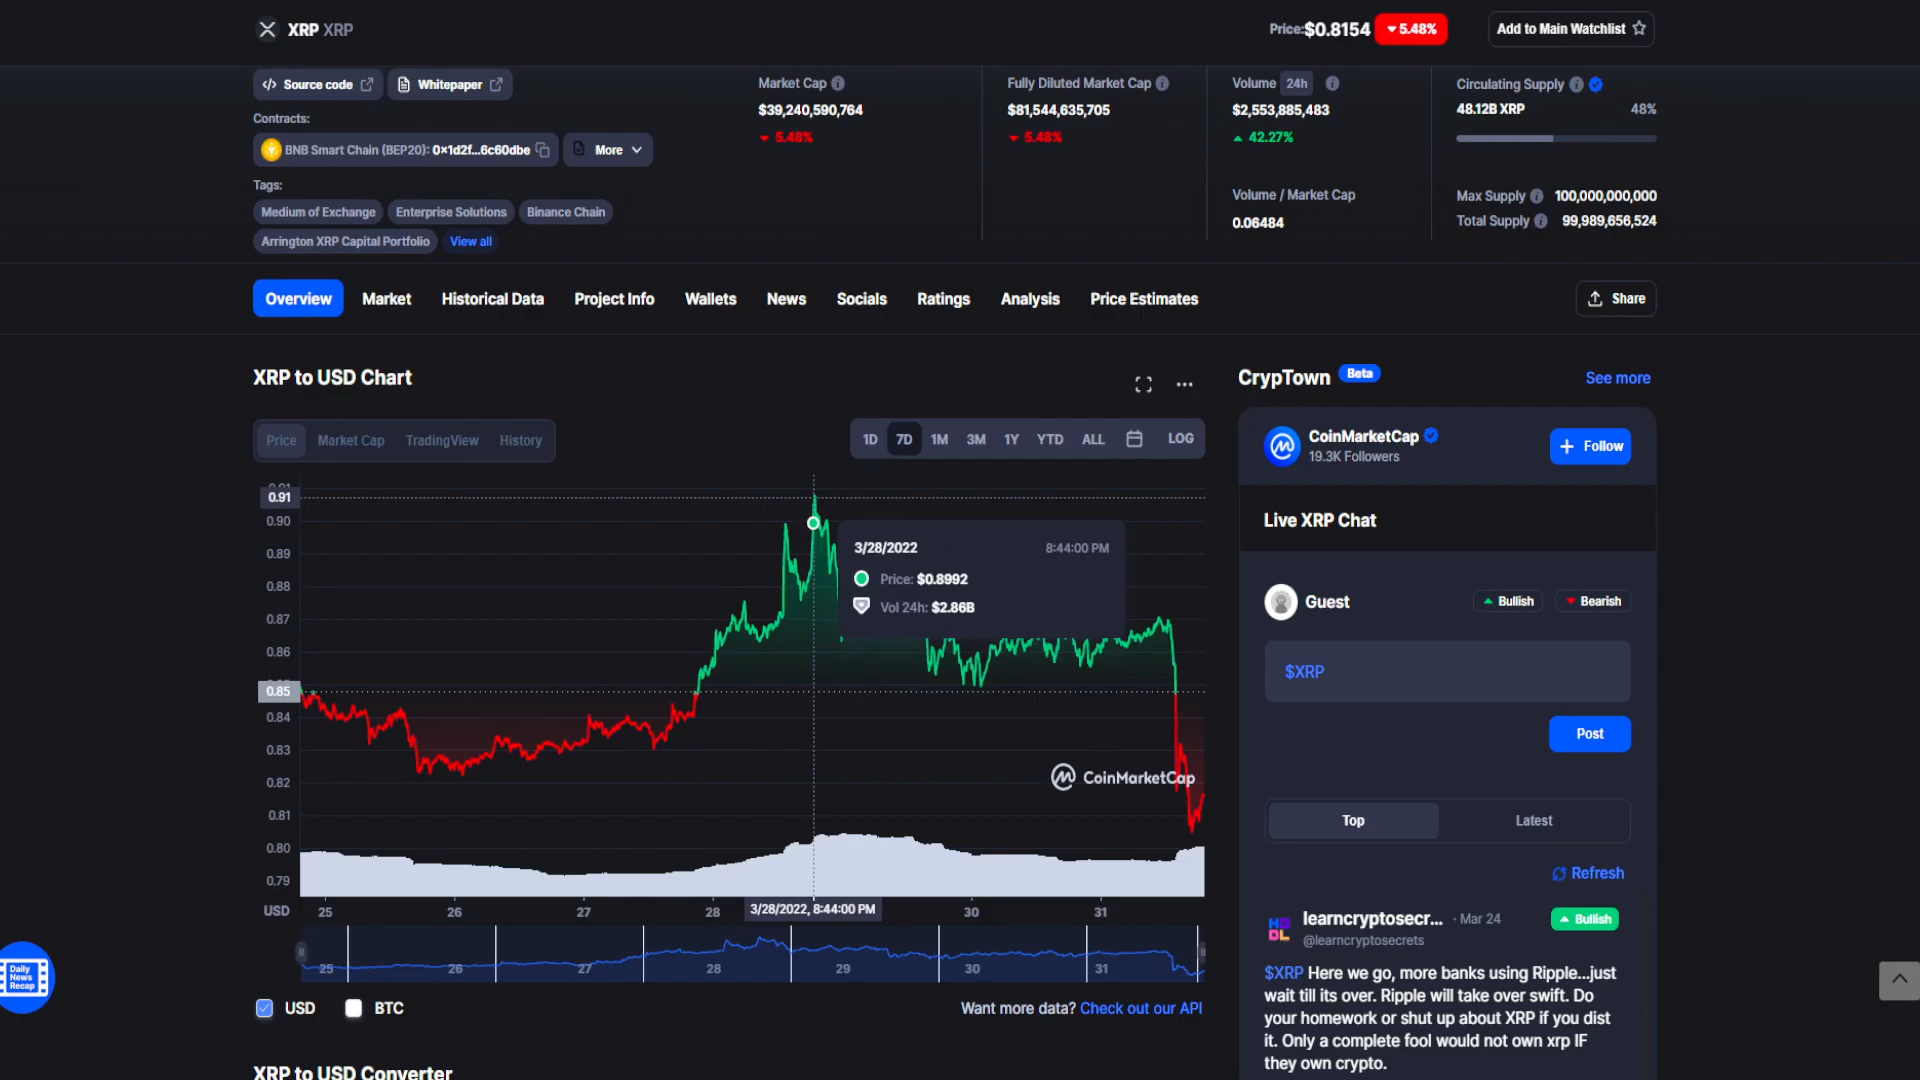 XRP XRP
Price:$0.8154 5.48%
Add to Main Watchlist
Source code
Whitepaper
Contracts:
BNB Smart Chain (BEP20): 0x1d2f...6c60dbe
More
Tags:
Medium of Exchange
Enterprise Solutions
Binance Chain
Arrington XRP Capital Portfolio
View all
Market Cap
$39,240,590,764
5.48%
Fully Diluted Market Cap
$81,544,635,705
5.48%
Volume 24h
$2,553,885,483
42.27%
Volume / Market Cap
0.06484
Circulating Supply
48.12B XRP 48%
Max Supply 100,000,000,000
Total Supply 99,989,656,524
Overview
Market
Historical Data
Project Info
Wallets
News
Socials
Ratings
Analysis
Price Estimates
Share
XRP to USD Chart
Price
Market Cap
TradingView
History
1D
7D
1M
3M
1Y
YTD
ALL
LOG
0.91
0.91
0.90
0.89
0.88
0.87
0.86
0.85
0.84
0.83
0.82
0.81
0.80
0.79
3/28/2022 8:44:00 PM
Price: $0.8992
Vol 24h: $2.86B
CoinMarketCap
USD 25 26 27 28 3/28/2022, 8:44:00 PM 30 31
25 26 27 28 29 30 31
USD
BTC
Want more data? Check out our API
XRP to USD Converter
Daily
News
Recap
CrypTown Beta
See more
CoinMarketCap
19.3K Followers
+ Follow
Live XRP Chat
Guest
Bullish
Bearish
$XRP
Post
Top
Latest
Refresh
HODL
learncryptosecr... · Mar 24
Bullish
@learncryptosecrets
$XRP Here we go, more banks using Ripple...just
wait till its over. Ripple will take over swift. Do
your homework or shut up about XRP if you dist
it. Only a complete fool would not own xrp IF
they own crypto.